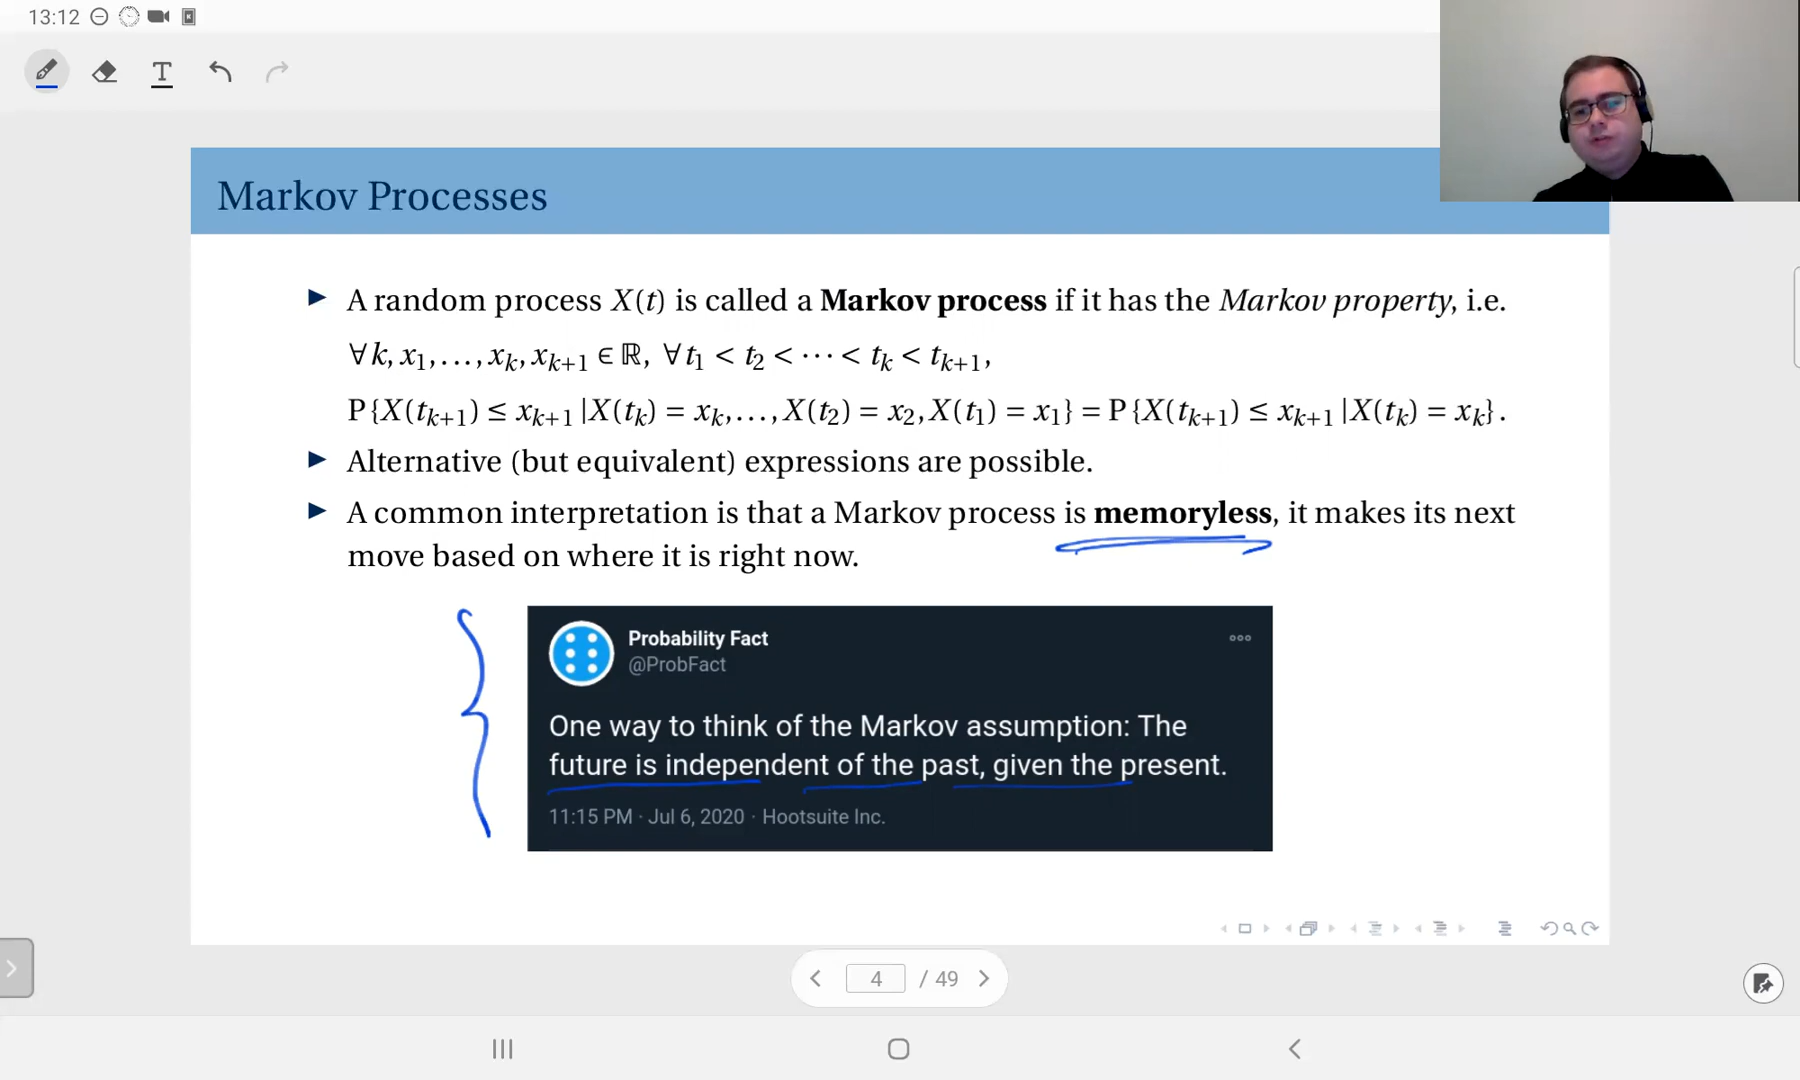 13:12
T
Markov Processes
▶ A random process X(t) is called a Markov process if it has the Markov property, i.e.
∀k, x₁, …, xₖ, xₖ₊₁ ∈ ℝ, ∀t₁ < t₂ < ⋯ < tₖ < tₖ₊₁,
P{X(tₖ₊₁) ≤ xₖ₊₁ |X(tₖ) = xₖ, …, X(t₂) = x₂, X(t₁) = x₁} = P{X(tₖ₊₁) ≤ xₖ₊₁ |X(tₖ) = xₖ}.
▶ Alternative (but equivalent) expressions are possible.
▶ A common interpretation is that a Markov process is memoryless, it makes its next
move based on where it is right now.
Probability Fact
@ProbFact
One way to think of the Markov assumption: The
future is independent of the past, given the present.
11:15 PM · Jul 6, 2020 · Hootsuite Inc.
4 / 49